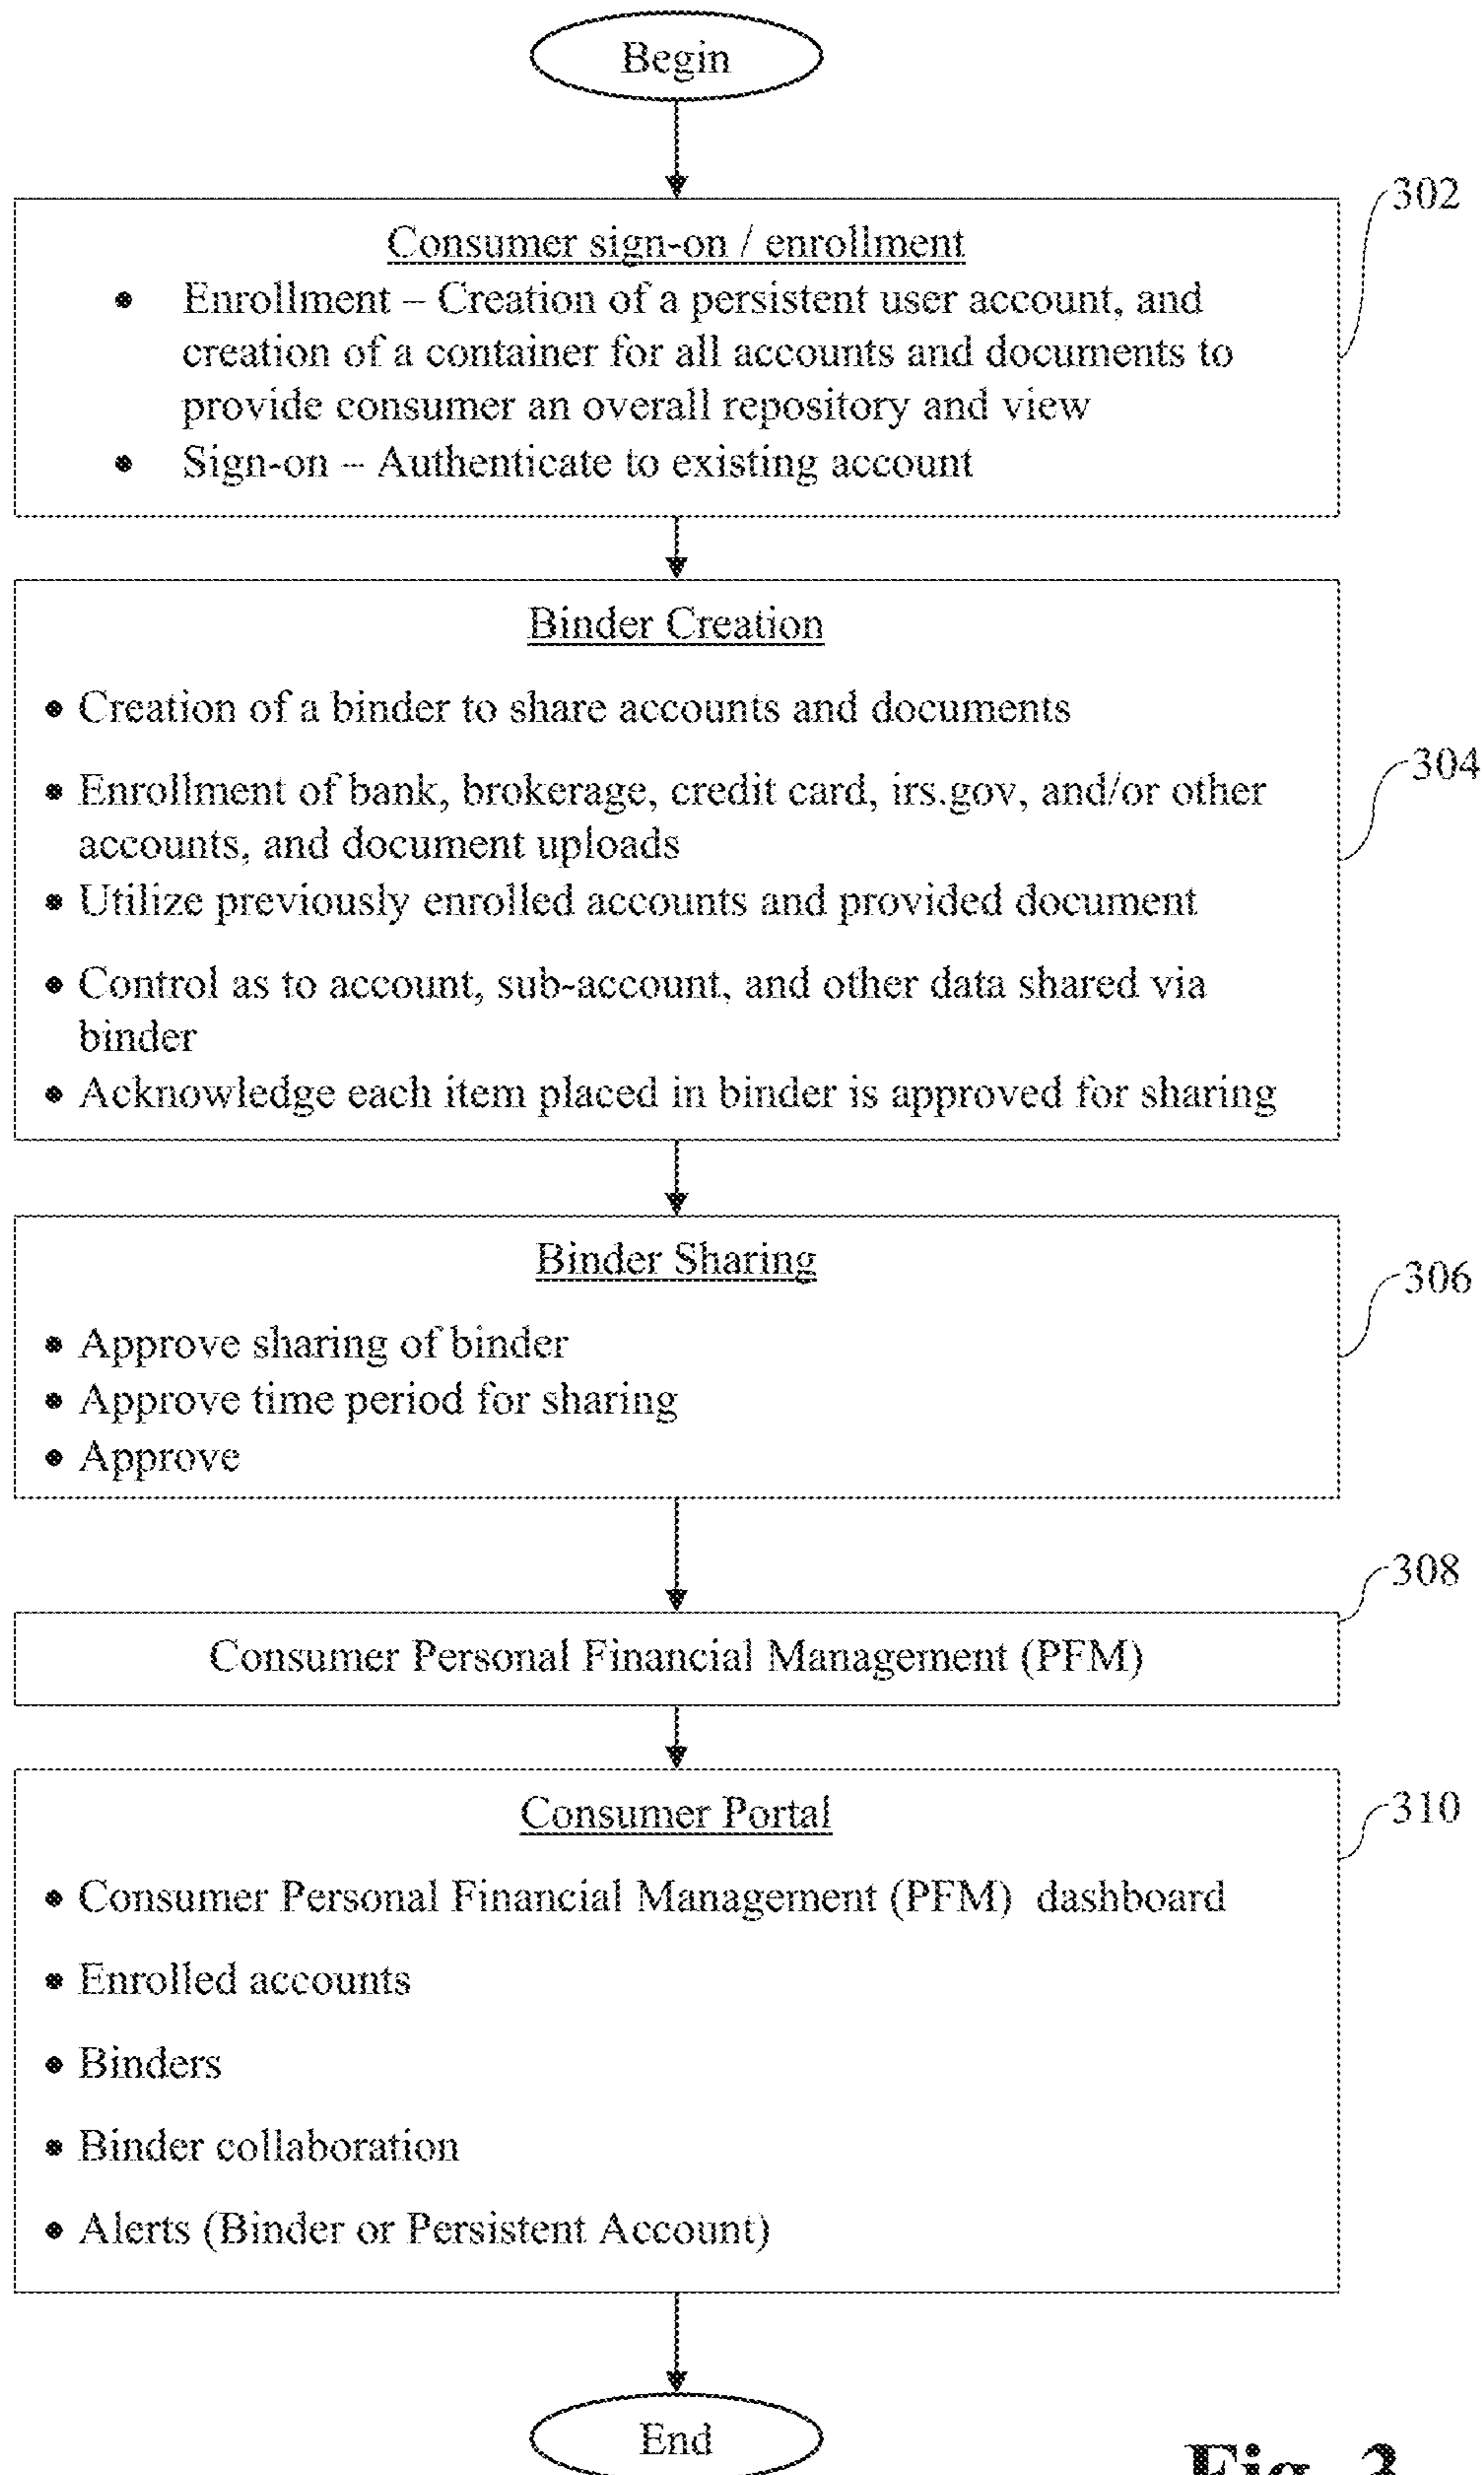 Begin
302
Consumer sign-on / enrollment
• Enrollment – Creation of a persistent user account, and
creation of a container for all accounts and documents to
provide consumer an overall repository and view
• Sign-on – Authenticate to existing account
Binder Creation
• Creation of a binder to share accounts and documents
304
• Enrollment of bank, brokerage, credit card, irs.gov, and/or other
accounts, and document uploads
• Utilize previously enrolled accounts and provided document
• Control as to account, sub-account, and other data shared via
binder
• Acknowledge each item placed in binder is approved for sharing
Binder Sharing
306
• Approve sharing of binder
• Approve time period for sharing
• Approve
308
Consumer Personal Financial Management (PFM)
Consumer Portal
310
• Consumer Personal Financial Management (PFM) dashboard
• Enrolled accounts
• Binders
• Binder collaboration
• Alerts (Binder or Persistent Account)
End
Fig. 3